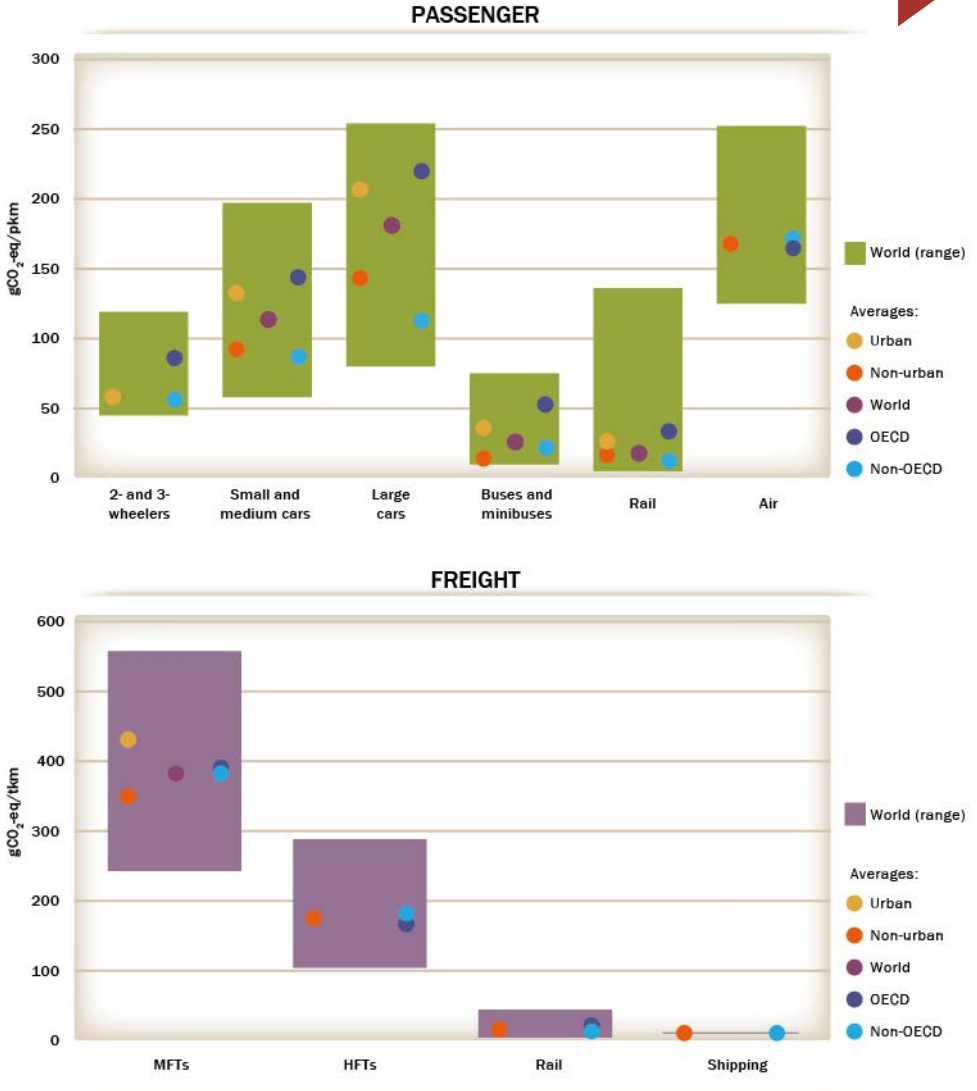 PASSENGER
300
250
200
150
100
50
0
gCO₂-eq/pkm
2- and 3-
wheelers
Small and
medium cars
Large
cars
Buses and
minibuses
Rail
Air
World (range)
Averages:
Urban
Non-urban
World
OECD
Non-OECD
FREIGHT
600
500
400
300
200
100
0
gCO₂-eq/tkm
MFTs
HFTs
Rail
Shipping
World (range)
Averages:
Urban
Non-urban
World
OECD
Non-OECD